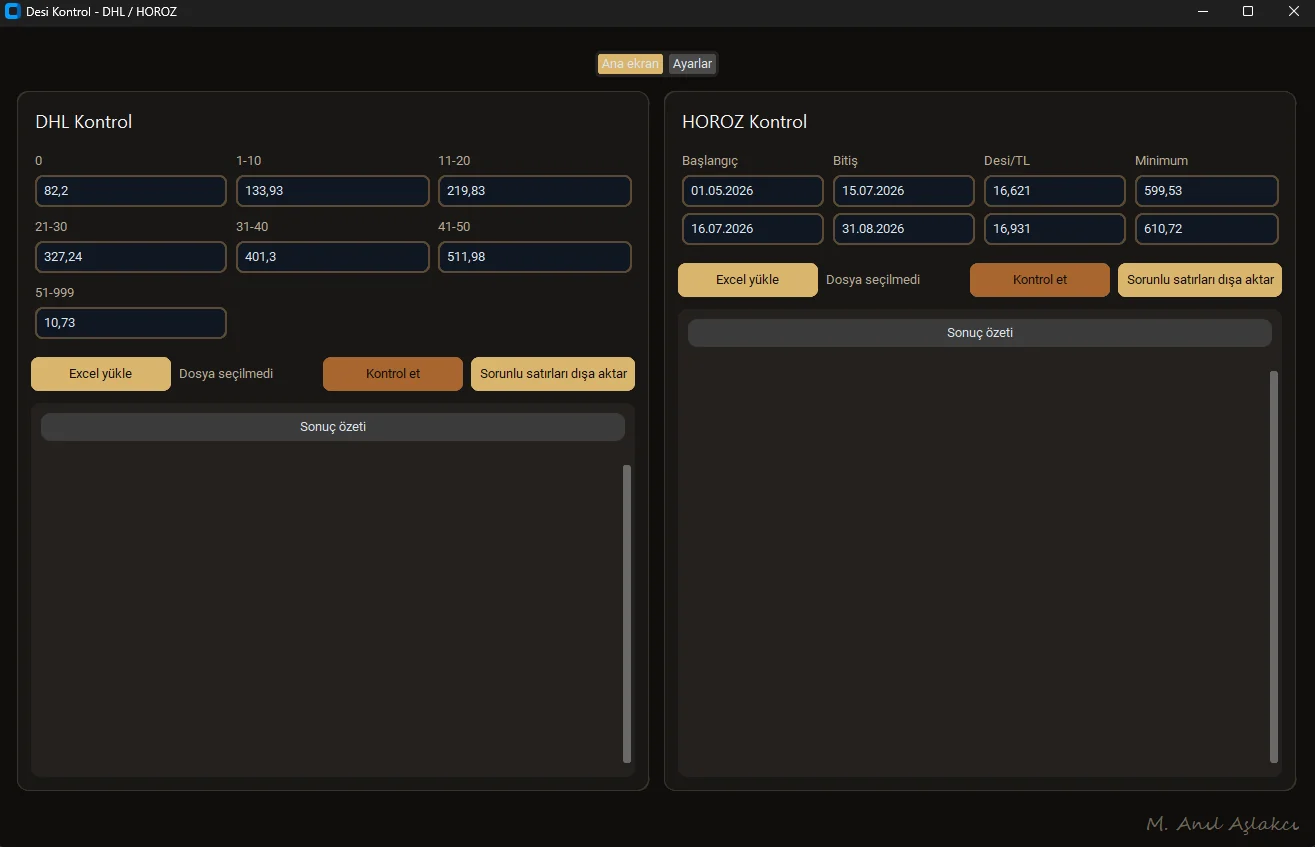 Desi Kontrol - DHL / HOROZ
Ana ekran Ayarlar
DHL Kontrol
0 1-10 11-20
82,2 133,93 219,83
21-30 31-40 41-50
327,24 401,3 511,98
51-999
10,73
Excel yükle Dosya seçilmedi Kontrol et Sorunlu satırları dışa aktar
Sonuç özeti
HOROZ Kontrol
Başlangıç Bitiş Desi/TL Minimum
01.05.2026 15.07.2026 16,621 599,53
16.07.2026 31.08.2026 16,931 610,72
Excel yükle Dosya seçilmedi Kontrol et Sorunlu satırları dışa aktar
Sonuç özeti
M. Anıl Aşlakcı